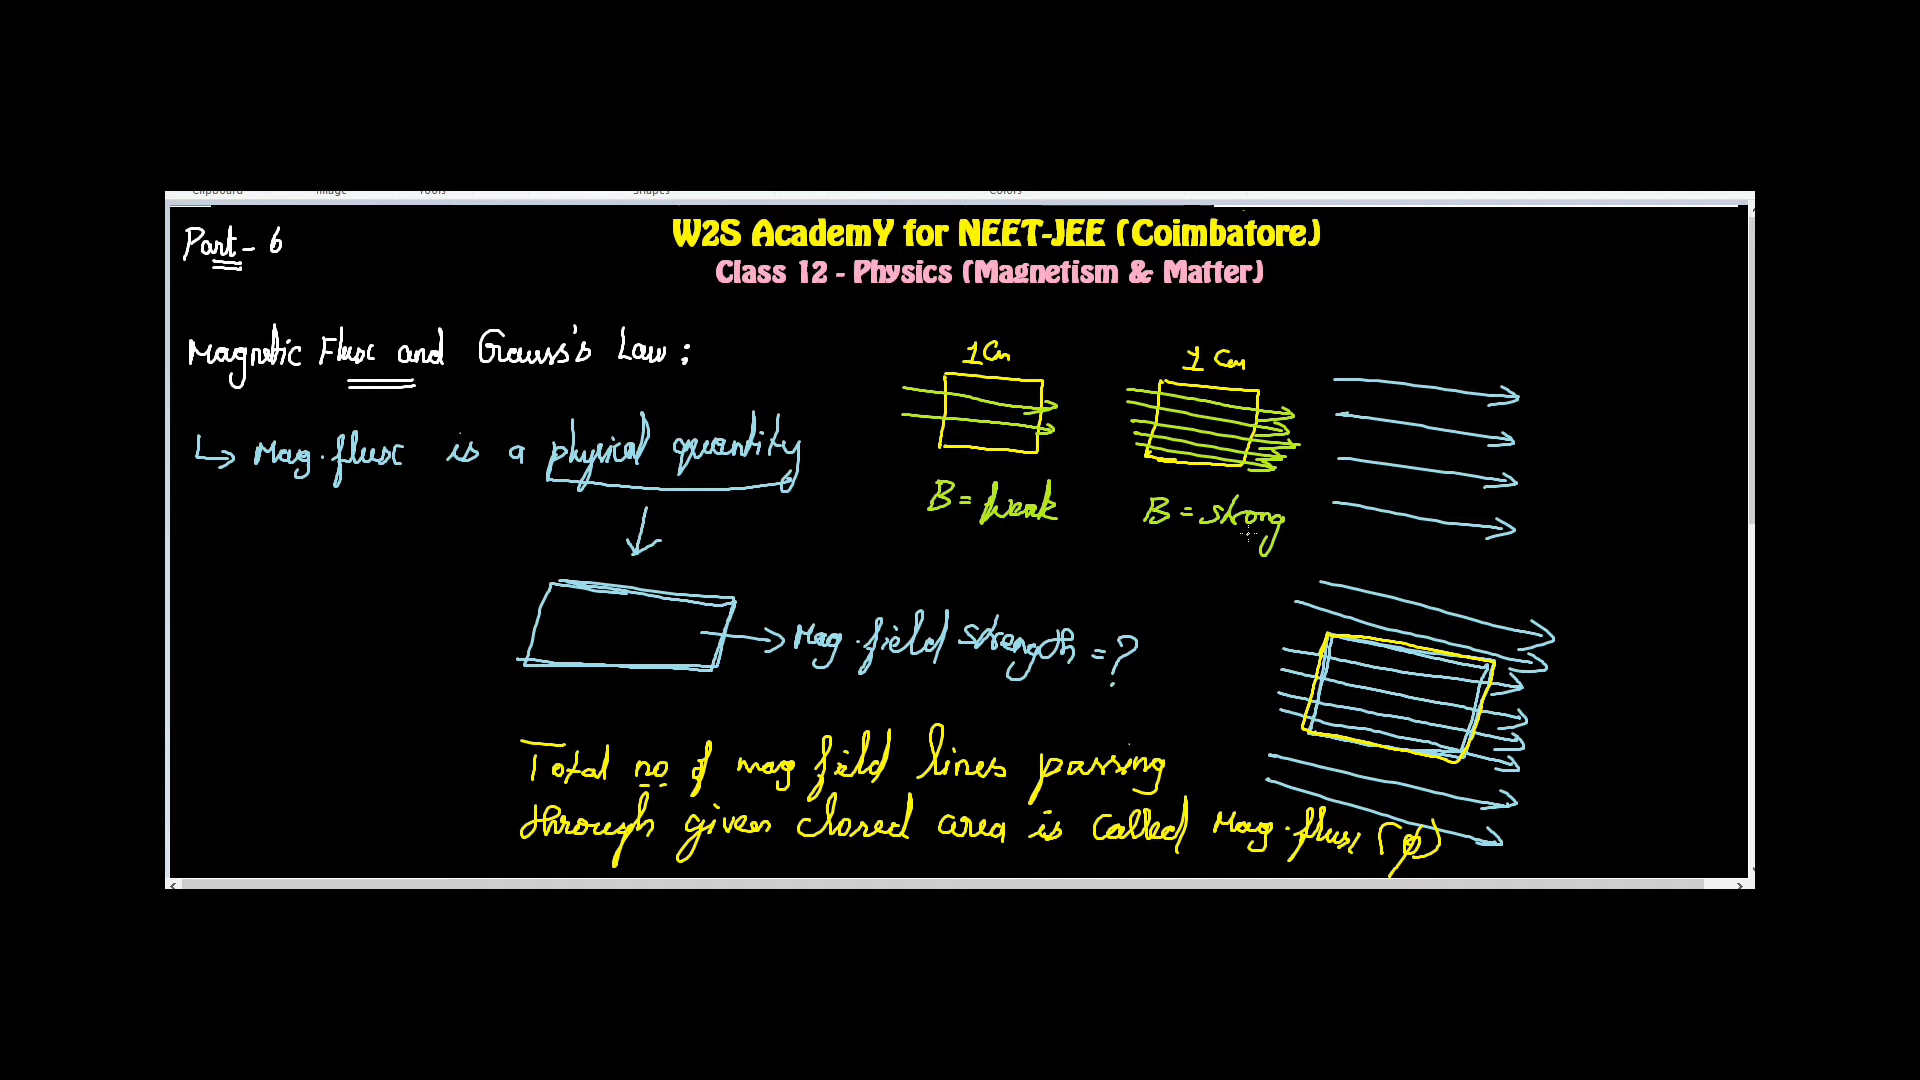 W2S AcademY for NEET-JEE (Coimbatore)
Class 12 - Physics (Magnetism & Matter)
Part - 6
Magnetic Flux and Gauss's Law :
↳ Mag. flux is a physical quantity
1 Cm
1 Cm
B = weak
B = strong
Mag. field strength = ?
Total no of mag field lines passing
through given closed area is called Mag. flux (φ)